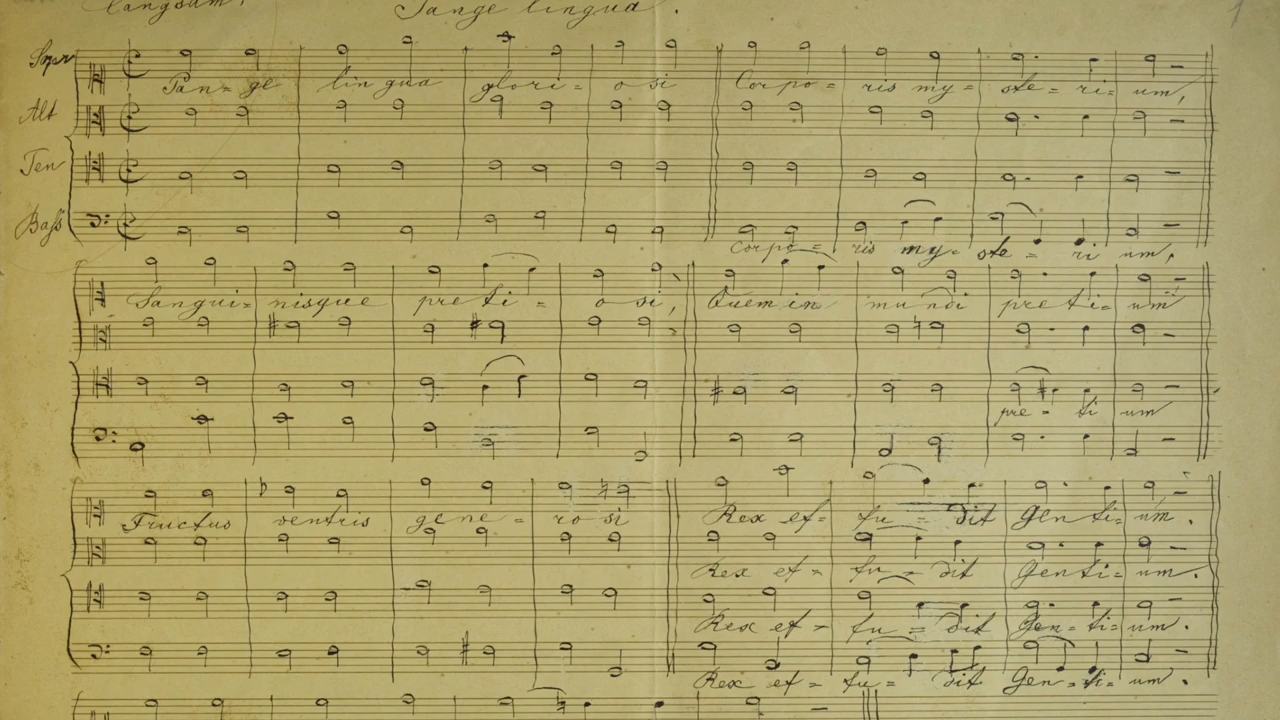 Langsam.
Pange lingua.
1
Sopr
Pan = ge lingua glori = o si Corpo = ris my = ste = ri = um,
Alt
Ten
Baß
Corpo = ris my = ste = ri um,
Sangui = nisque preti = o si, Quem in mundi preti = um
pre = ti um
Fructus ventris gene = ro si Rex ef = fu = dit Genti = um.
Rex ef = fu = dit Genti = um.
Rex ef = fu = dit Gen = ti = um.
Rex ef = fu = dit Gen = ti = um.